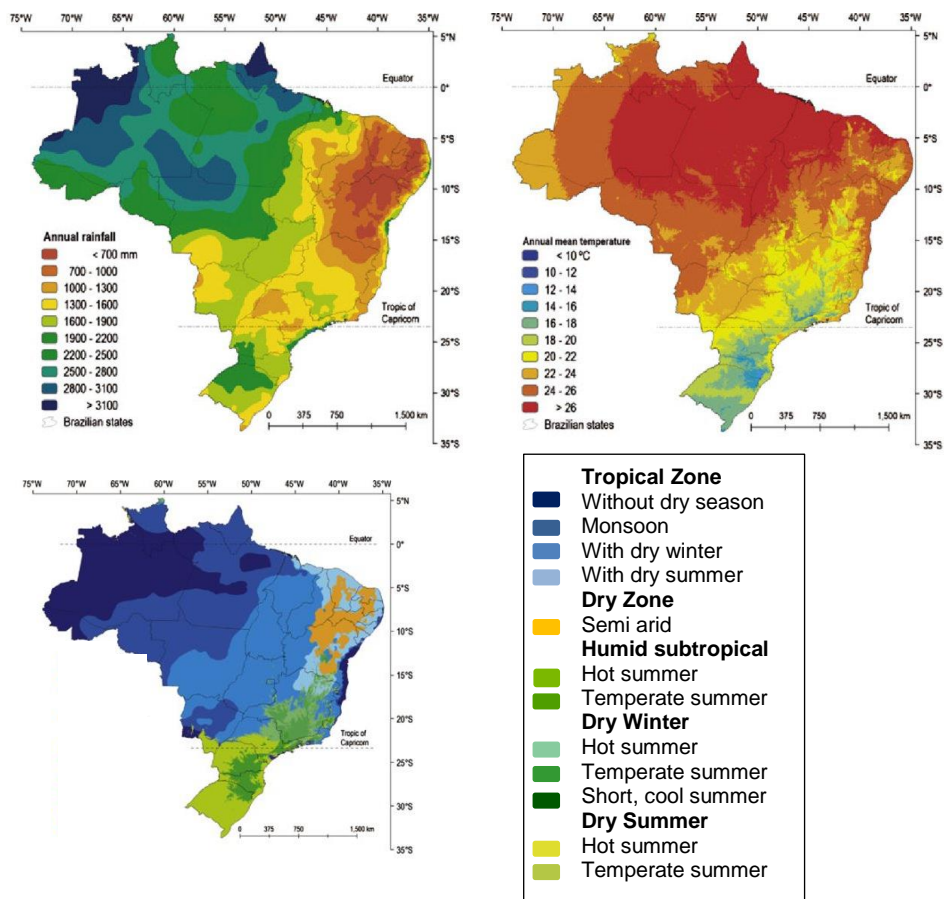 75°W 70°W 65°W 60°W 55°W 50°W 45°W 40°W 35°W
5°N
Equator
0°
5°S
10°S
15°S
20°S
Tropic of
Capricorn
25°S
30°S
35°S
Annual rainfall
< 700 mm
700 - 1000
1000 - 1300
1300 - 1600
1600 - 1900
1900 - 2200
2200 - 2500
2500 - 2800
2800 - 3100
> 3100
Brazilian states
0 375 750 1,500 km
75°W 70°W 65°W 60°W 55°W 50°W 45°W 40°W 35°W
5°N
Equator
0°
5°S
10°S
15°S
20°S
Tropic of
Capricorn
25°S
30°S
35°S
Annual mean temperature
< 10 ºC
10 - 12
12 - 14
14 - 16
16 - 18
18 - 20
20 - 22
22 - 24
24 - 26
> 26
Brazilian states
0 375 750 1,500 km
75°W 70°W 65°W 60°W 55°W 50°W 45°W 40°W 35°W
5°N
Equator
0°
5°S
10°S
15°S
20°S
Tropic of
Capricorn
25°S
30°S
35°S
0 375 750 1,500 km
Tropical Zone
Without dry season
Monsoon
With dry winter
With dry summer
Dry Zone
Semi arid
Humid subtropical
Hot summer
Temperate summer
Dry Winter
Hot summer
Temperate summer
Short, cool summer
Dry Summer
Hot summer
Temperate summer